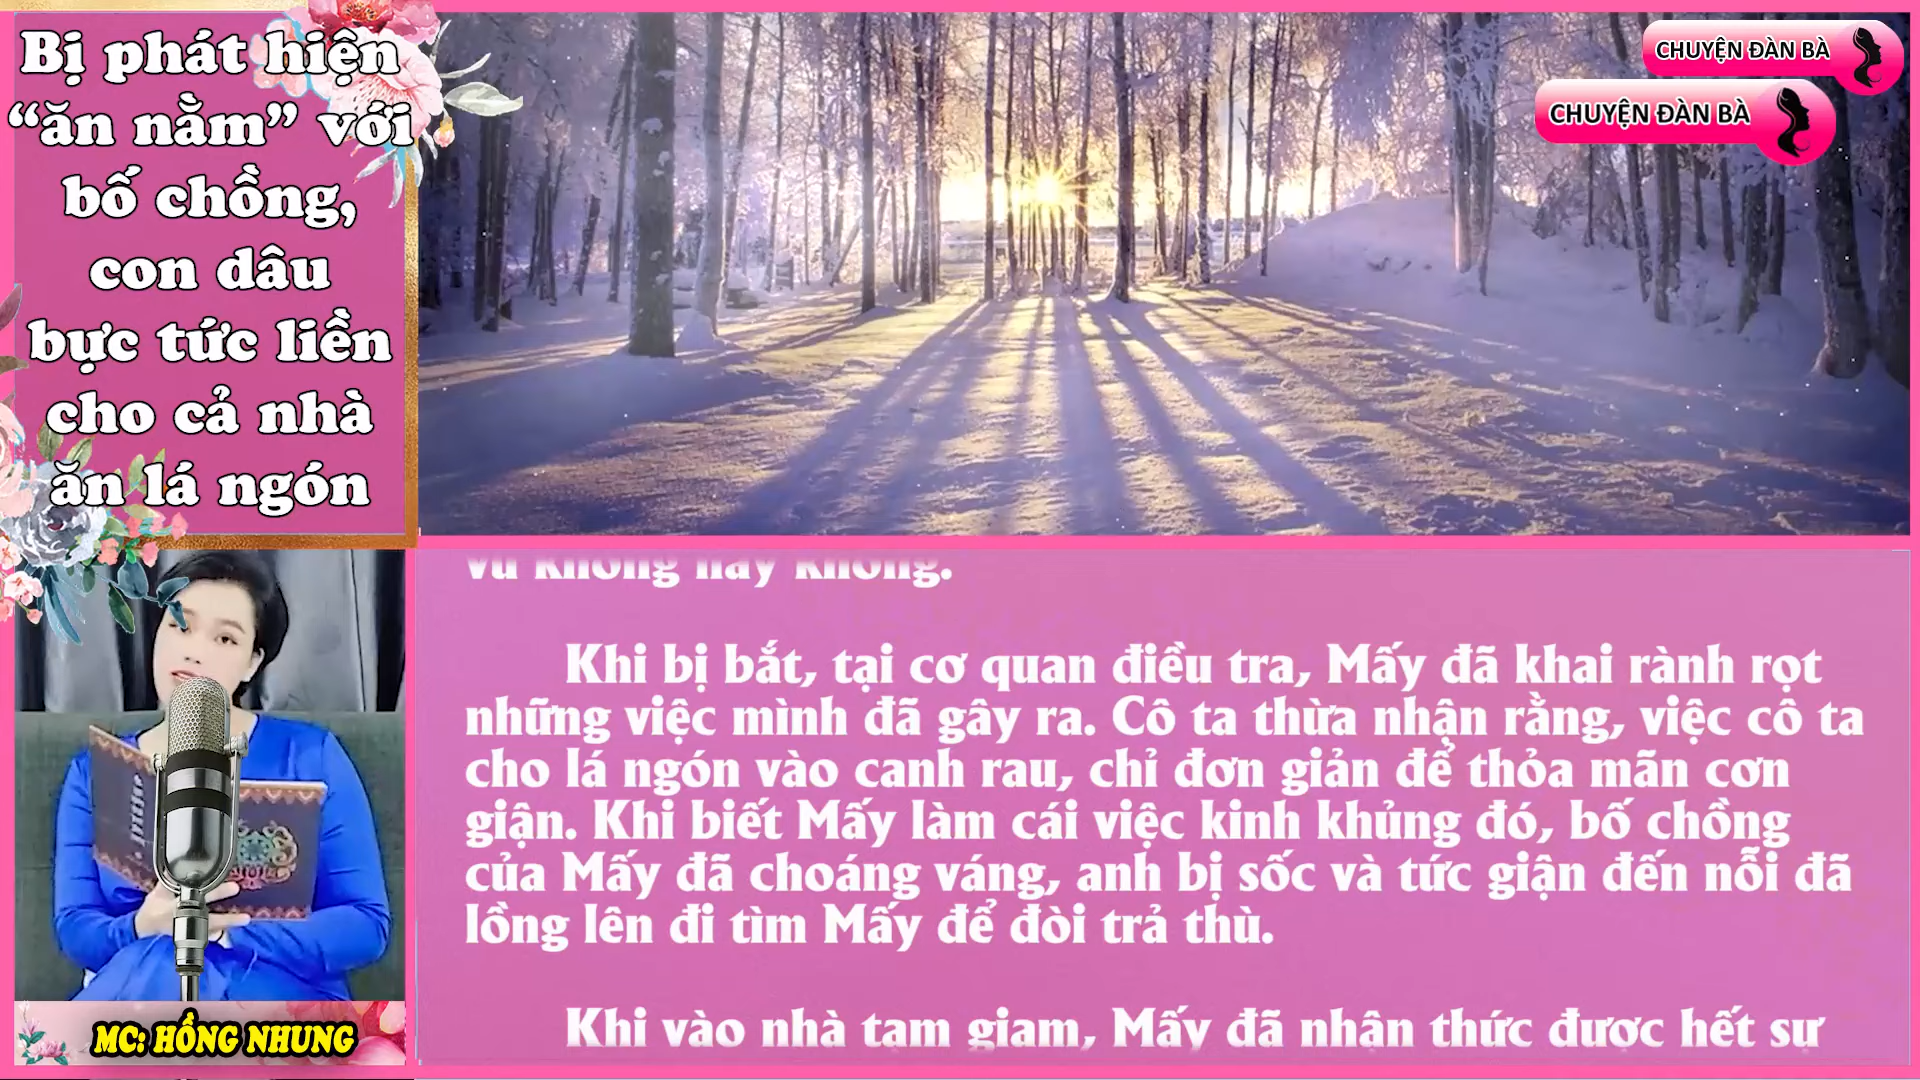 Bị phát hiện
“ăn nằm” với
bố chồng,
con dâu
bực tức liền
cho cả nhà
ăn lá ngón
CHUYỆN ĐÀN BÀ
CHUYỆN ĐÀN BÀ
vũ không hay không.
Khi bị bắt, tại cơ quan điều tra, Mấy đã khai rành rọt
những việc mình đã gây ra. Cô ta thừa nhận rằng, việc cô ta
cho lá ngón vào canh rau, chỉ đơn giản để thỏa mãn cơn
giận. Khi biết Mấy làm cái việc kinh khủng đó, bố chồng
của Mấy đã choáng váng, anh bị sốc và tức giận đến nỗi đã
lồng lên đi tìm Mấy để đòi trả thù.
Khi vào nhà tạm giam, Mấy đã nhận thức được hết sự
MC: HỒNG NHUNG